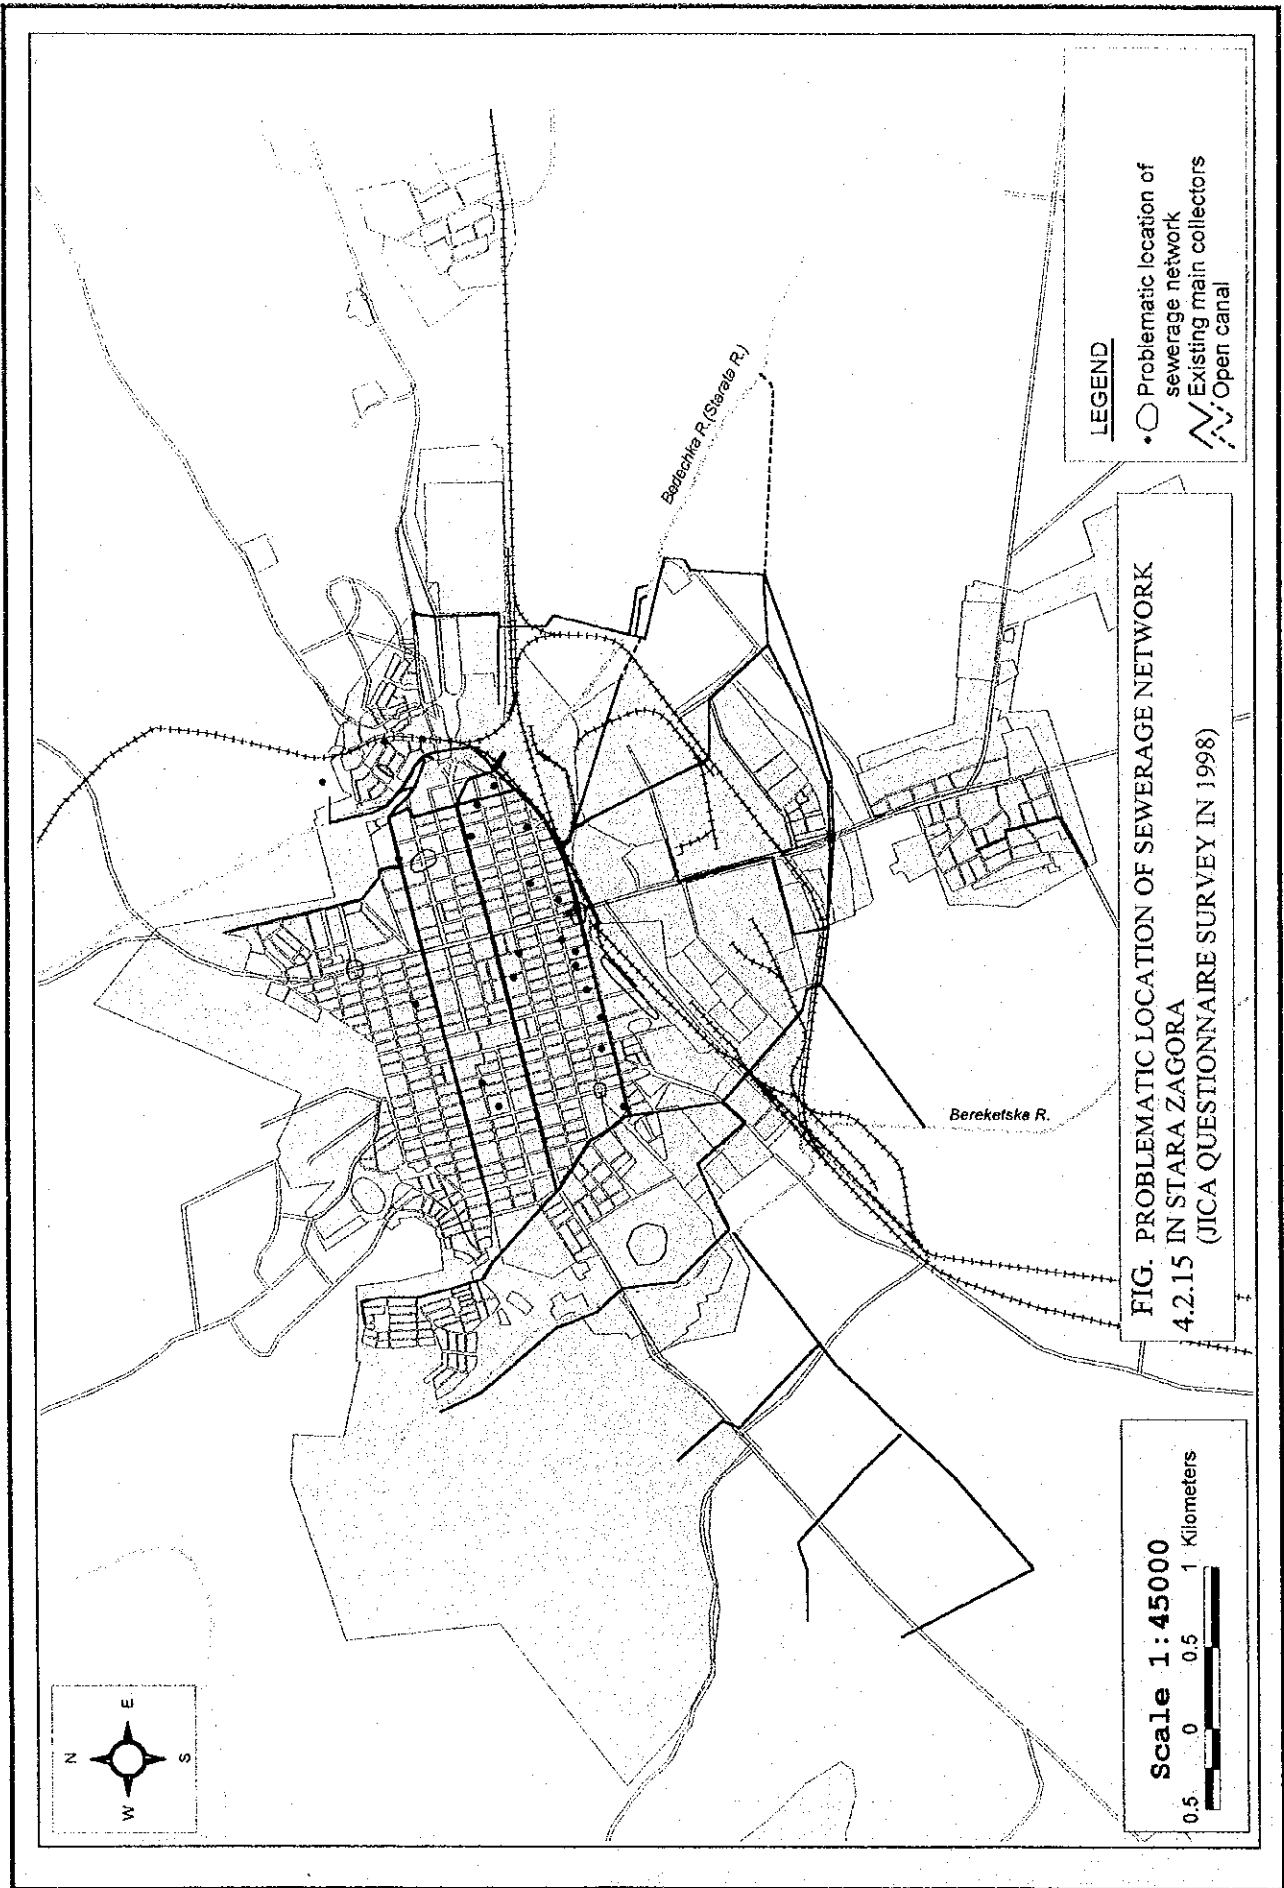 N
W E
S
Bedechka R.(Starata R.)
Bereketska R.
LEGEND
Problematic location of
sewerage network
Existing main collectors
Open canal
Scale 1:45000
0.5 0 0.5 1 Kilometers
FIG. PROBLEMATIC LOCATION OF SEWERAGE NETWORK
4.2.15 IN STARA ZAGORA
(JICA QUESTIONNAIRE SURVEY IN 1998)